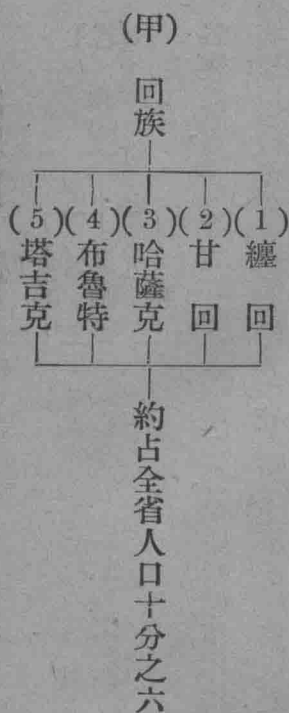 (甲)
回族
(1)纏回
(2)甘回
(3)哈薩克
(4)布魯特
(5)塔吉克
約占全省人口十分之六